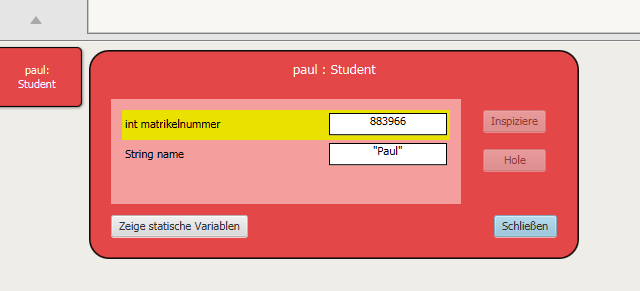 paul:
Student
paul : Student
int matrikelnummer 883966
String name "Paul"
Inspiziere
Hole
Zeige statische Variablen
Schließen